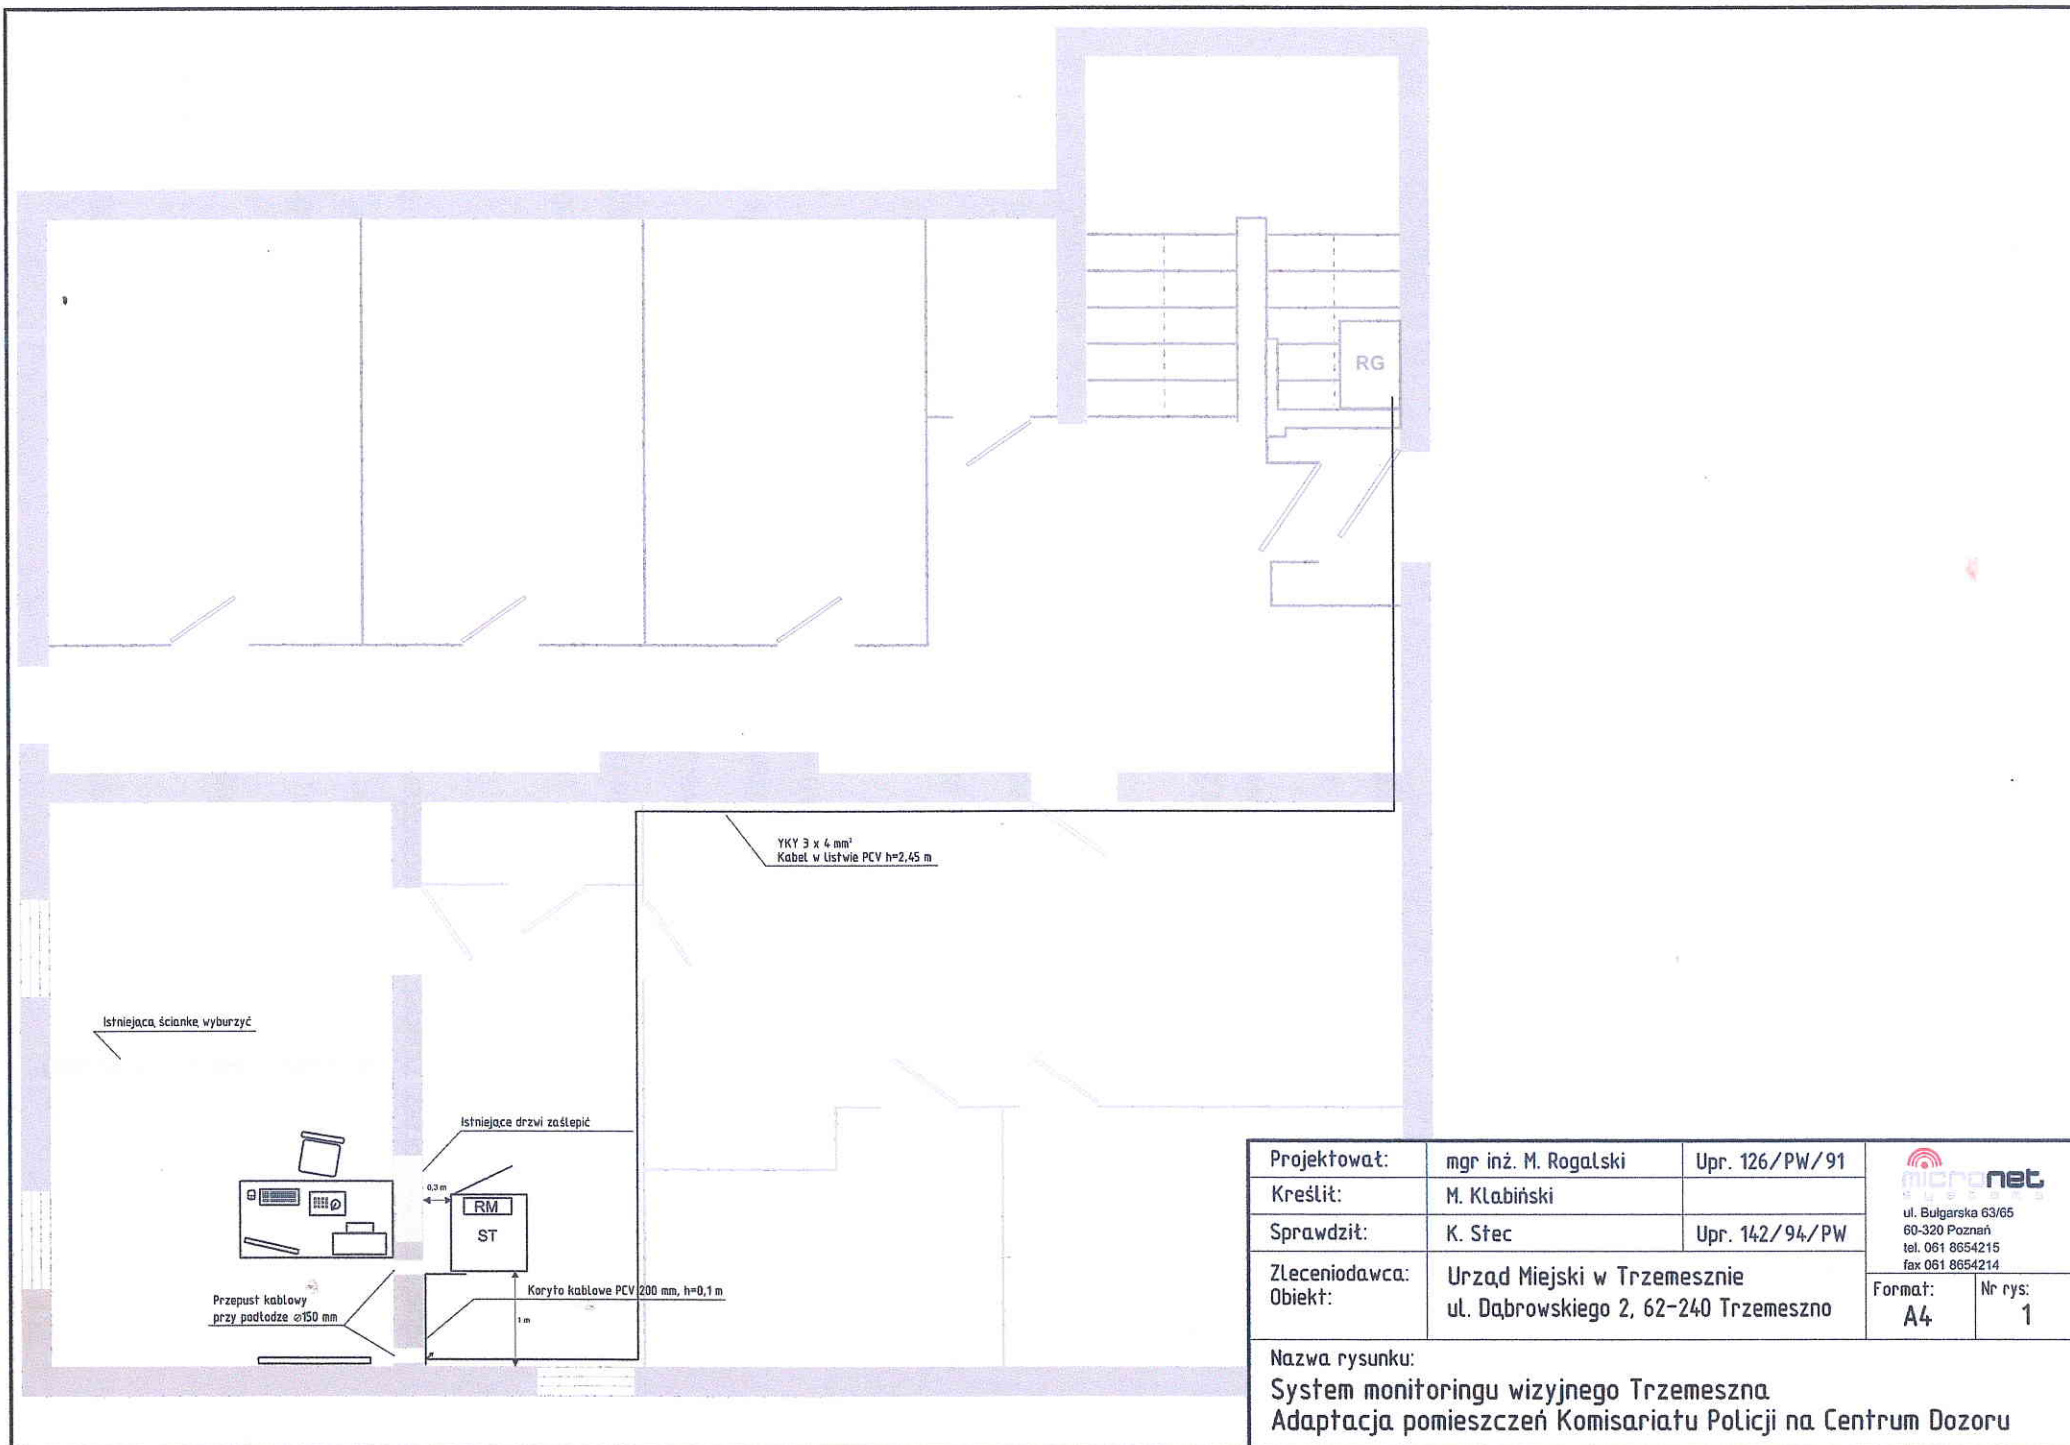 RG
YKY 3 x 4 mm²
Kabel w listwie PCV h=2,45 m
Istniejącą ściankę wyburzyć
Istniejące drzwi zaślepić
0,3 m
RM
ST
Koryto kablowe PCV 200 mm, h=0,1 m
1 m
Przepust kablowy
przy podłodze ⌀150 mm
Projektował: mgr inż. M. Rogalski Upr. 126/PW/91
Kreślił: M. Klabiński
Sprawdził: K. Stec Upr. 142/94/PW
micronet
systems
ul. Bułgarska 63/65
60-320 Poznań
tel. 061 8654215
fax 061 8654214
Zleceniodawca: Urząd Miejski w Trzemesznie
Obiekt: ul. Dąbrowskiego 2, 62-240 Trzemeszno
Format: Nr rys:
A4 1
Nazwa rysunku:
System monitoringu wizyjnego Trzemeszna
Adaptacja pomieszczeń Komisariatu Policji na Centrum Dozoru